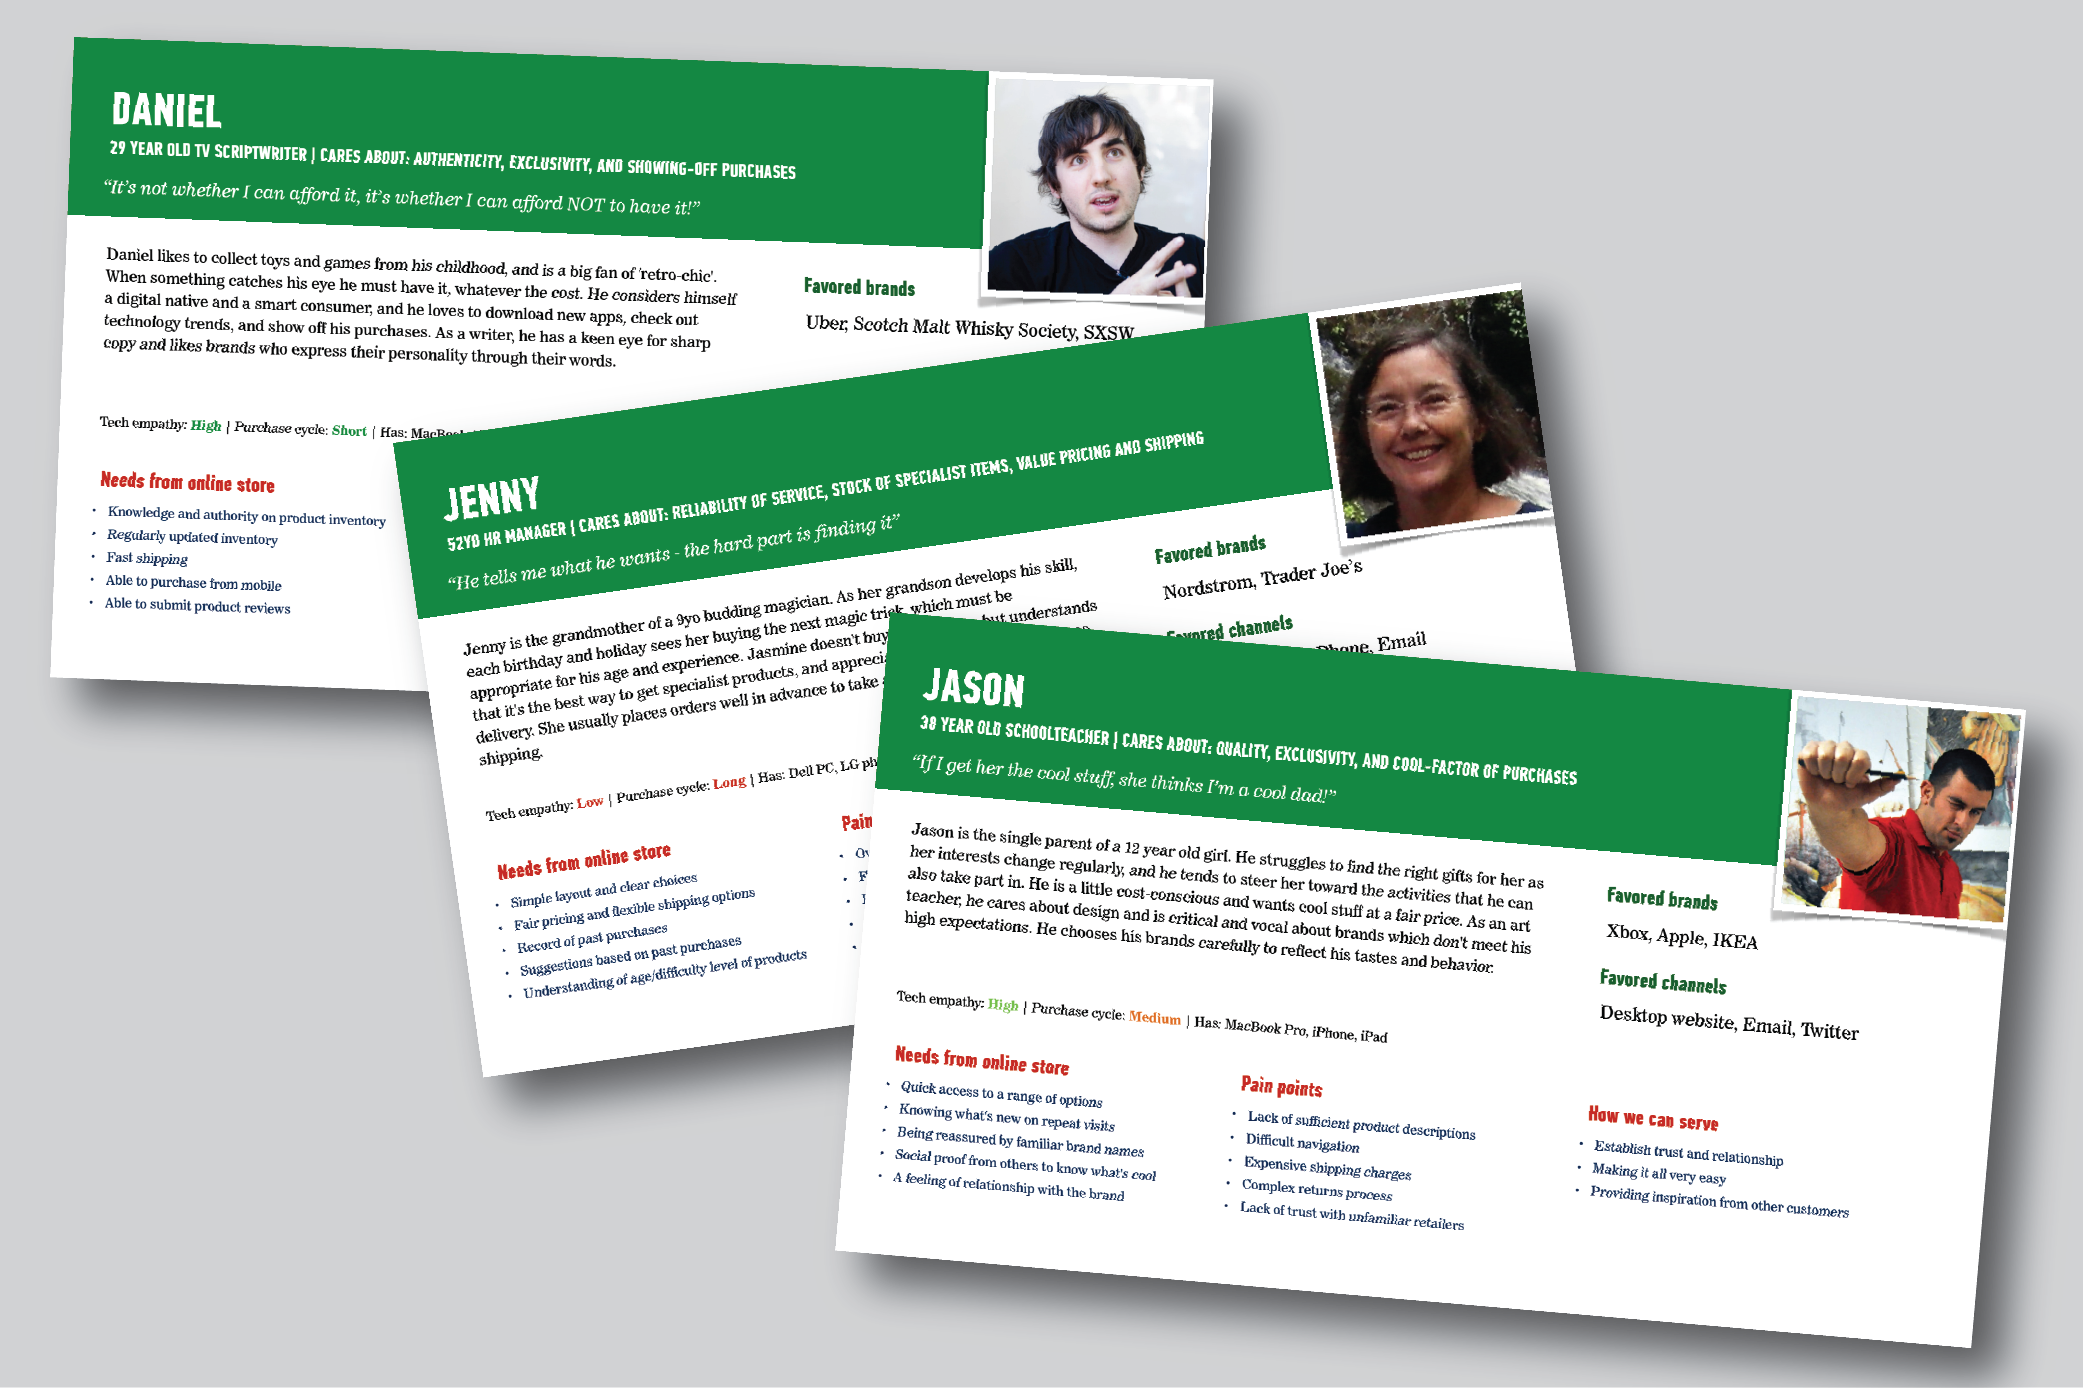 DANIEL
29 YEAR OLD TV SCRIPTWRITER | CARES ABOUT: AUTHENTICITY, EXCLUSIVITY, AND SHOWING-OFF PURCHASES
“It’s not whether I can afford it, it’s whether I can afford NOT to have it!”
Daniel likes to collect toys and games from his childhood, and is a big fan of 'retro-chic'.
When something catches his eye he must have it, whatever the cost. He considers himself
a digital native and a smart consumer, and he loves to download new apps, check out
technology trends, and show off his purchases. As a writer, he has a keen eye for sharp
copy and likes brands who express their personality through their words.
Favored brands
Uber, Scotch Malt Whisky Society, SXSW
Tech empathy: High | Purchase cycle: Short | Has:
Needs from online store
• Knowledge and authority on product inventory
• Regularly updated inventory
• Fast shipping
• Able to purchase from mobile
• Able to submit product reviews
JENNY
52YO HR MANAGER | CARES ABOUT: RELIABILITY OF SERVICE, STOCK OF SPECIALIST ITEMS, VALUE PRICING AND SHIPPING
“He tells me what he wants - the hard part is finding it”
Jenny is the grandmother of a 9yo budding magician. As her grandson develops his skill,
each birthday and holiday sees her buying the next magic trick, which must be
appropriate for his age and experience. Jasmine doesn't buy but understands
that it's the best way to get specialist products, and
delivery. She usually places orders well in advance to take
shipping.
Favored brands
Nordstrom, Trader Joe’s
Favored channels
Phone, Email
Tech empathy: Low | Purchase cycle: Long | Has: Dell PC, LG
Needs from online store
• Simple layout and clear choices
• Fair pricing and flexible shipping options
• Record of past purchases
• Suggestions based on past purchases
• Understanding of age/difficulty level of products
Pain
JASON
38 YEAR OLD SCHOOLTEACHER | CARES ABOUT: QUALITY, EXCLUSIVITY, AND COOL-FACTOR OF PURCHASES
“If I get her the cool stuff, she thinks I’m a cool dad!”
Jason is the single parent of a 12 year old girl. He struggles to find the right gifts for her as
her interests change regularly, and he tends to steer her toward the activities that he can
also take part in. He is a little cost-conscious and wants cool stuff at a fair price. As an art
teacher, he cares about design and is critical and vocal about brands which don't meet his
high expectations. He chooses his brands carefully to reflect his tastes and behavior.
Favored brands
Xbox, Apple, IKEA
Favored channels
Desktop website, Email, Twitter
Tech empathy: High | Purchase cycle: Medium | Has: MacBook Pro, iPhone, iPad
Needs from online store
• Quick access to a range of options
• Knowing what's new on repeat visits
• Being reassured by familiar brand names
• Social proof from others to know what's cool
• A feeling of relationship with the brand
Pain points
• Lack of sufficient product descriptions
• Difficult navigation
• Expensive shipping charges
• Complex returns process
• Lack of trust with unfamiliar retailers
How we can serve
• Establish trust and relationship
• Making it all very easy
• Providing inspiration from other customers